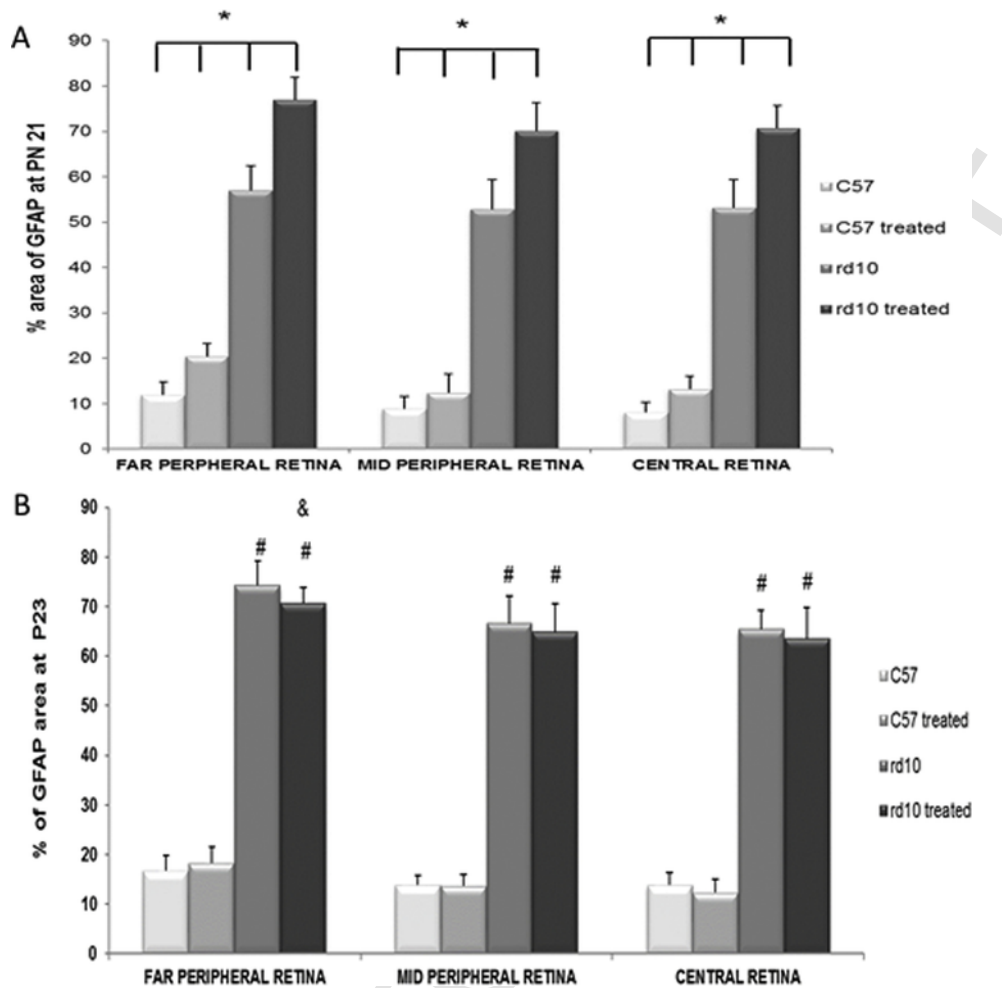 A
* * *
% area of GFAP at PN 21
90
80
70
60
50
40
30
20
10
0
FAR PERPHERAL RETINA MID PERIPHERAL RETINA CENTRAL RETINA
C57
C57 treated
rd10
rd10 treated
B
% of GFAP area at P23
90
80
70
60
50
40
30
20
10
0
&
# # # # # #
FAR PERIPHERAL RETINA MID PERIPHERAL RETINA CENTRAL RETINA
C57
C57 treated
rd10
rd10 treated